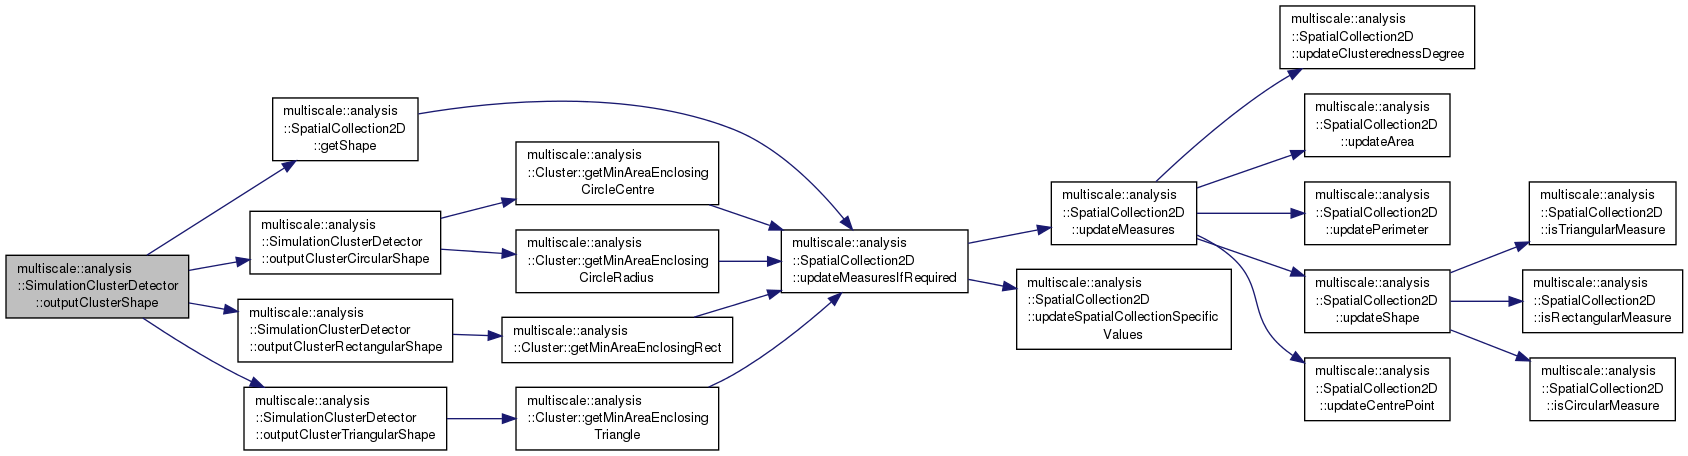 multiscale::analysis
::SimulationClusterDetector
::outputClusterShape
multiscale::analysis
::SpatialCollection2D
::getShape
multiscale::analysis
::SimulationClusterDetector
::outputClusterCircularShape
multiscale::analysis
::SimulationClusterDetector
::outputClusterRectangularShape
multiscale::analysis
::SimulationClusterDetector
::outputClusterTriangularShape
multiscale::analysis
::Cluster::getMinAreaEnclosing
CircleCentre
multiscale::analysis
::Cluster::getMinAreaEnclosing
CircleRadius
multiscale::analysis
::Cluster::getMinAreaEnclosingRect
multiscale::analysis
::Cluster::getMinAreaEnclosing
Triangle
multiscale::analysis
::SpatialCollection2D
::updateMeasuresIfRequired
multiscale::analysis
::SpatialCollection2D
::updateMeasures
multiscale::analysis
::SpatialCollection2D
::updateSpatialCollectionSpecific
Values
multiscale::analysis
::SpatialCollection2D
::updateClusterednessDegree
multiscale::analysis
::SpatialCollection2D
::updateArea
multiscale::analysis
::SpatialCollection2D
::updatePerimeter
multiscale::analysis
::SpatialCollection2D
::updateShape
multiscale::analysis
::SpatialCollection2D
::updateCentrePoint
multiscale::analysis
::SpatialCollection2D
::isTriangularMeasure
multiscale::analysis
::SpatialCollection2D
::isRectangularMeasure
multiscale::analysis
::SpatialCollection2D
::isCircularMeasure